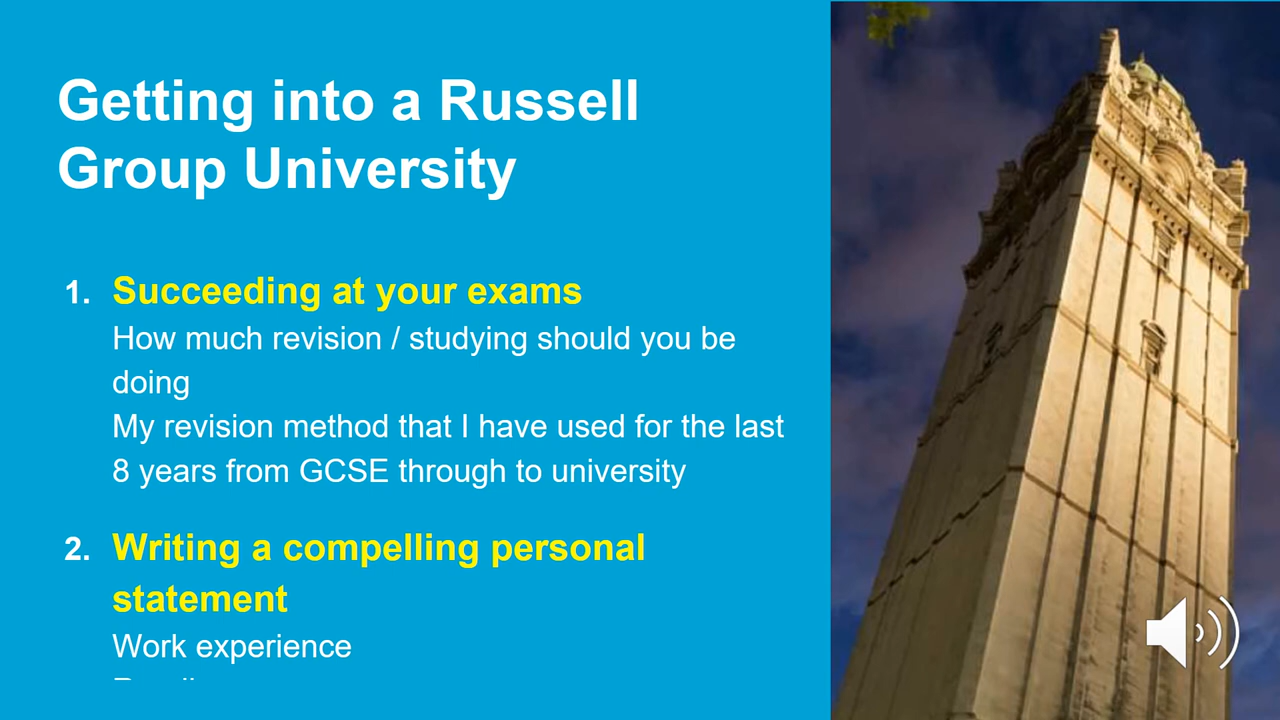 Getting into a Russell
Group University
1. Succeeding at your exams
How much revision / studying should you be
doing
My revision method that I have used for the last
8 years from GCSE through to university
2. Writing a compelling personal
statement
Work experience